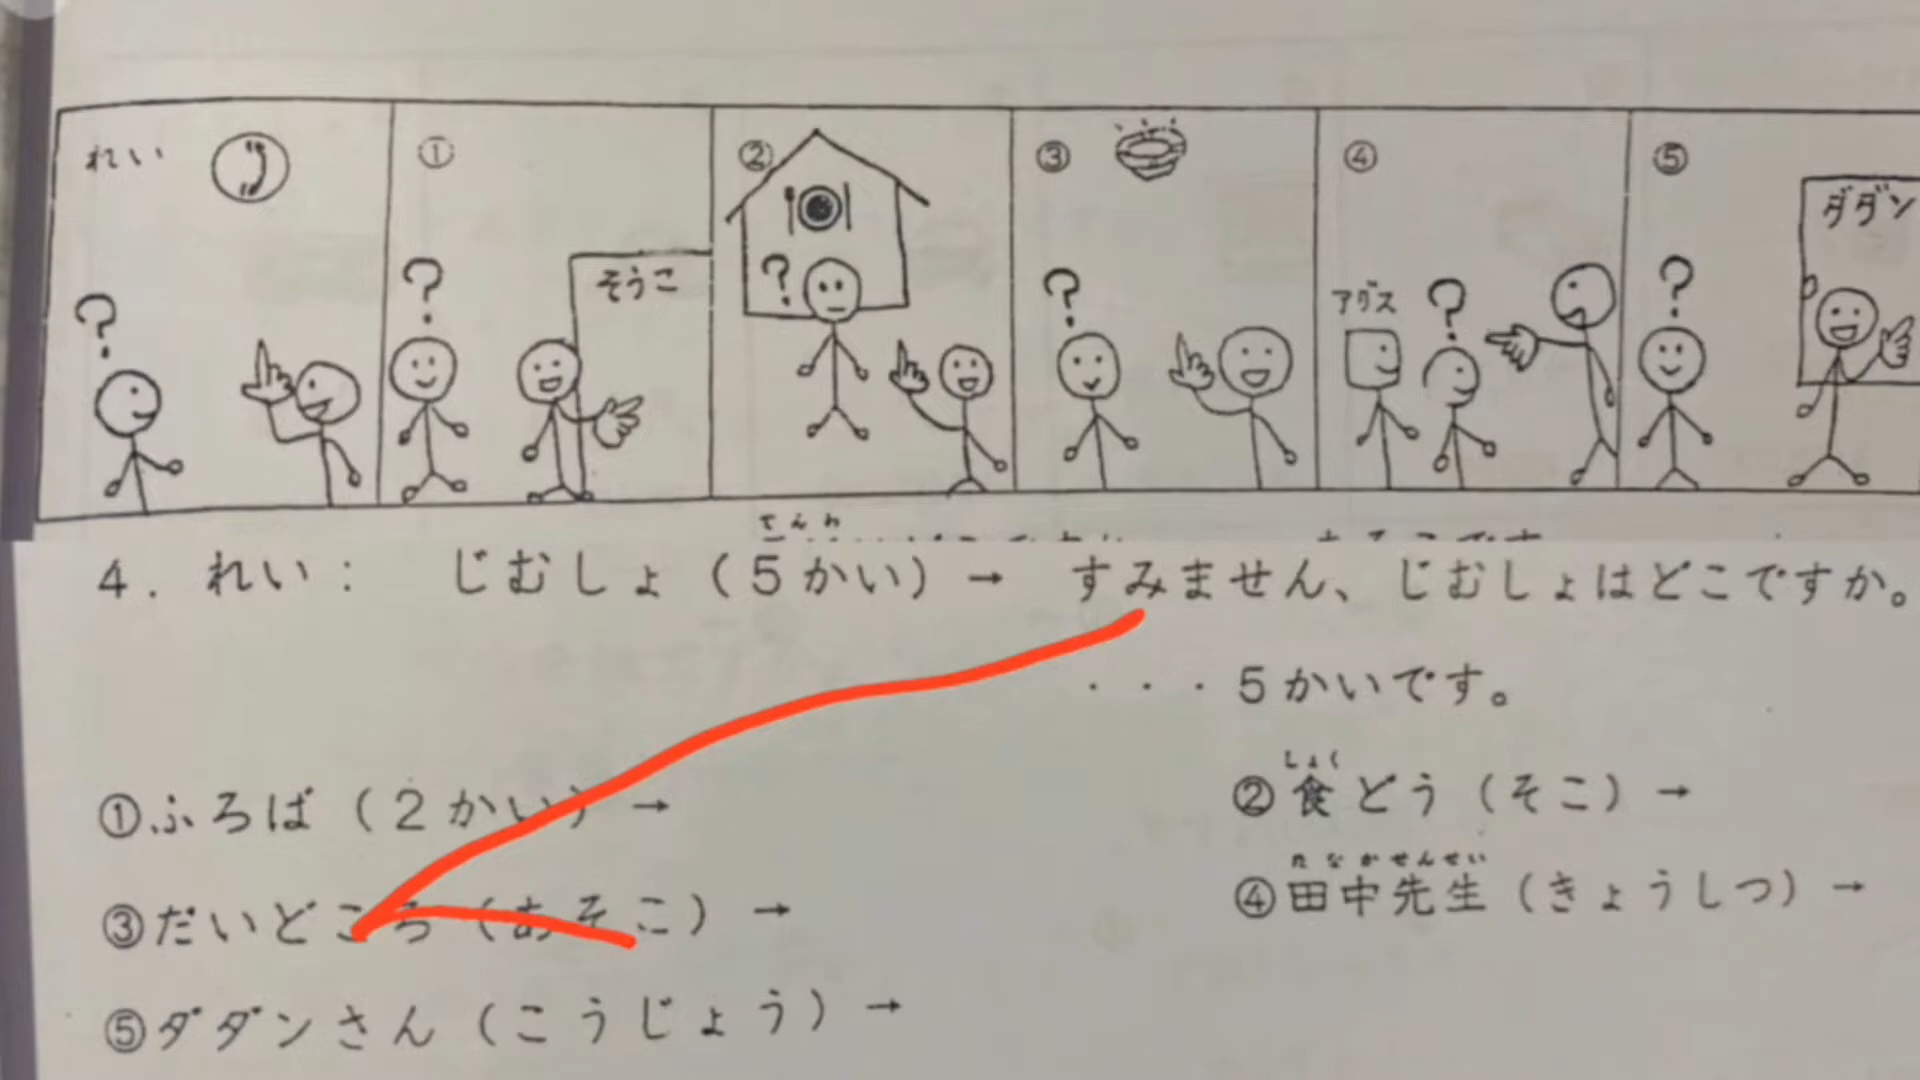 れい ①
そうこ
②
③
④
アグス
⑤
ダダン
でんわ
4. れい: じむしょ(5かい)→ すみません、じむしょはどこですか。
・・・5かいです。
①ふろば(2かい)→
②食どう(そこ)→
しょく
③だいどころ(あそこ)→
④田中先生(きょうしつ)→
たなかせんせい
⑤ダダンさん(こうじょう)→